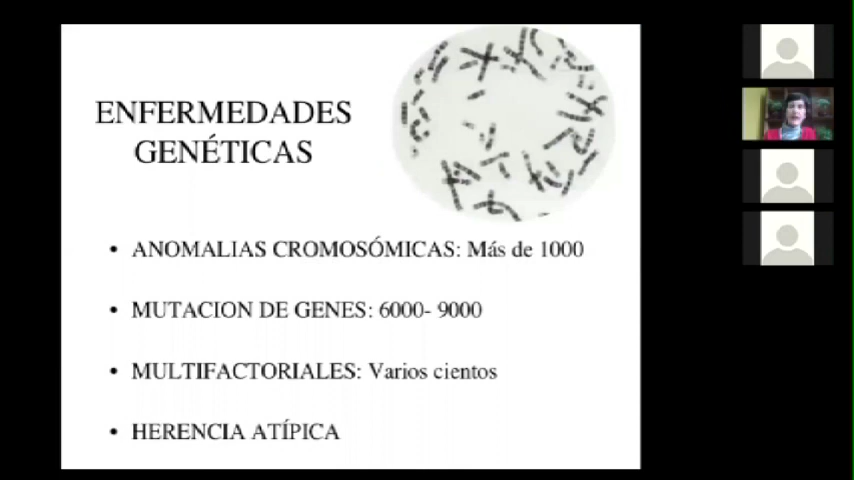 ENFERMEDADES
GENÉTICAS
• ANOMALIAS CROMOSÓMICAS: Más de 1000
• MUTACION DE GENES: 6000- 9000
• MULTIFACTORIALES: Varios cientos
• HERENCIA ATÍPICA